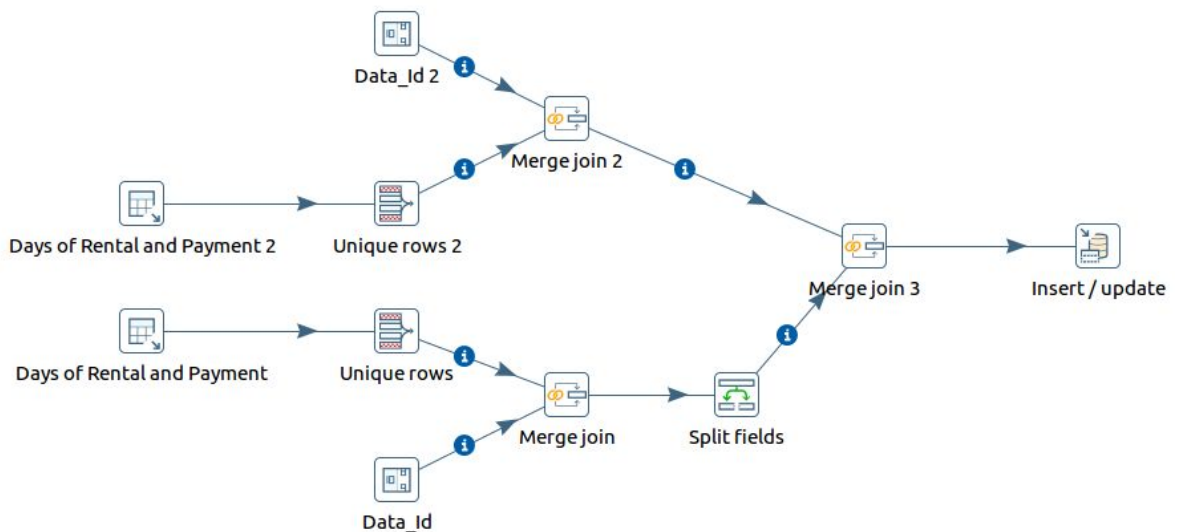 Data_Id 2
Merge join 2
Days of Rental and Payment 2
Unique rows 2
Merge join 3
Insert / update
Days of Rental and Payment
Unique rows
Merge join
Split fields
Data_Id